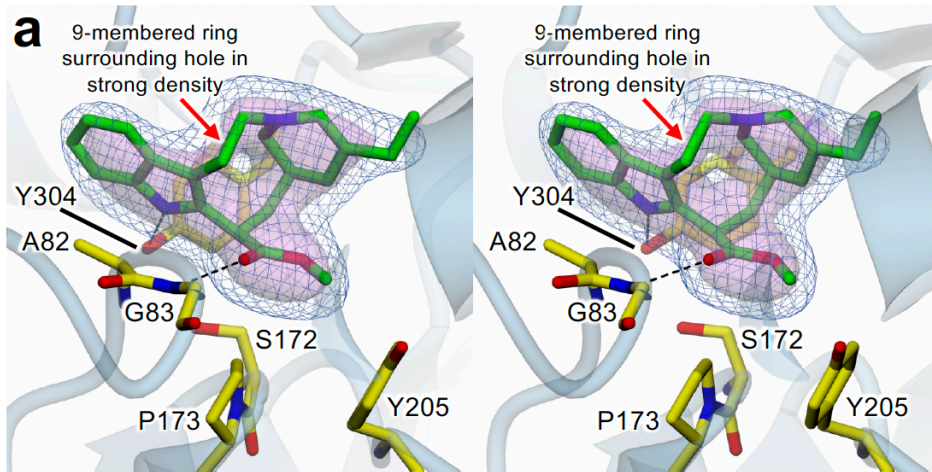 a
9-membered ring
surrounding hole in
strong density
Y304
A82
G83
S172
P173
Y205
9-membered ring
surrounding hole in
strong density
Y304
A82
G83
S172
P173
Y205